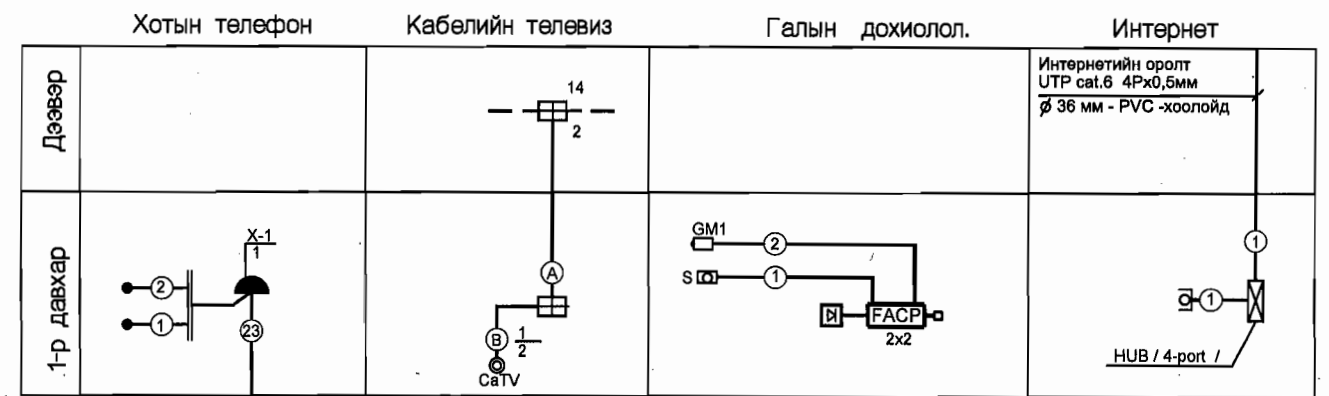 Хотын телефон
Кабелийн телевиз
Галын дохиолол.
Интернет
Дээвэр
14
2
Интернетийн оролт
UTP cat.6 4Px0,5мм
ϕ 36 мм - PVC -хоолойд
1-р давхар
X-1
1
2
1
23
A
B
1
2
CaTV
GM1
2
S
1
FACP
2x2
1
1
HUB / 4-port /